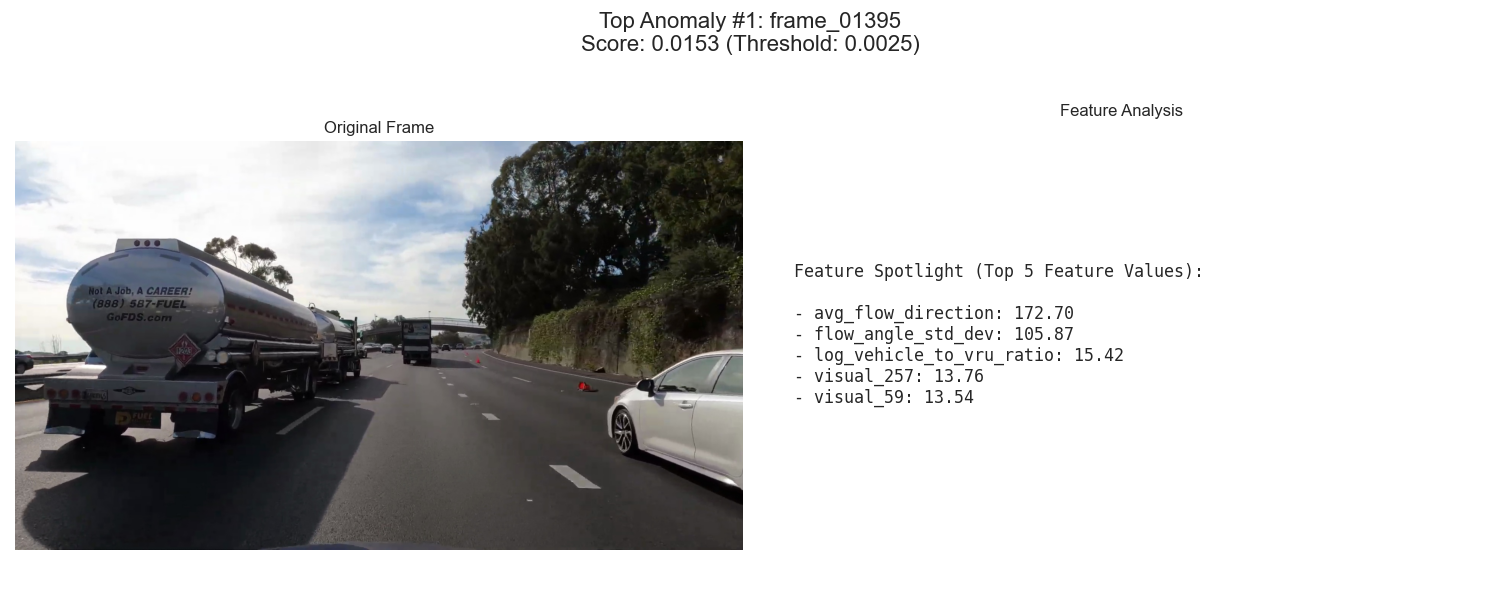 Top Anomaly #1: frame_01395
Score: 0.0153 (Threshold: 0.0025)
Original Frame
Not A Job, A CAREER!
(888) 587-FUEL
GoFDS.com
FUEL
Feature Analysis
Feature Spotlight (Top 5 Feature Values):
- avg_flow_direction: 172.70
- flow_angle_std_dev: 105.87
- log_vehicle_to_vru_ratio: 15.42
- visual_257: 13.76
- visual_59: 13.54